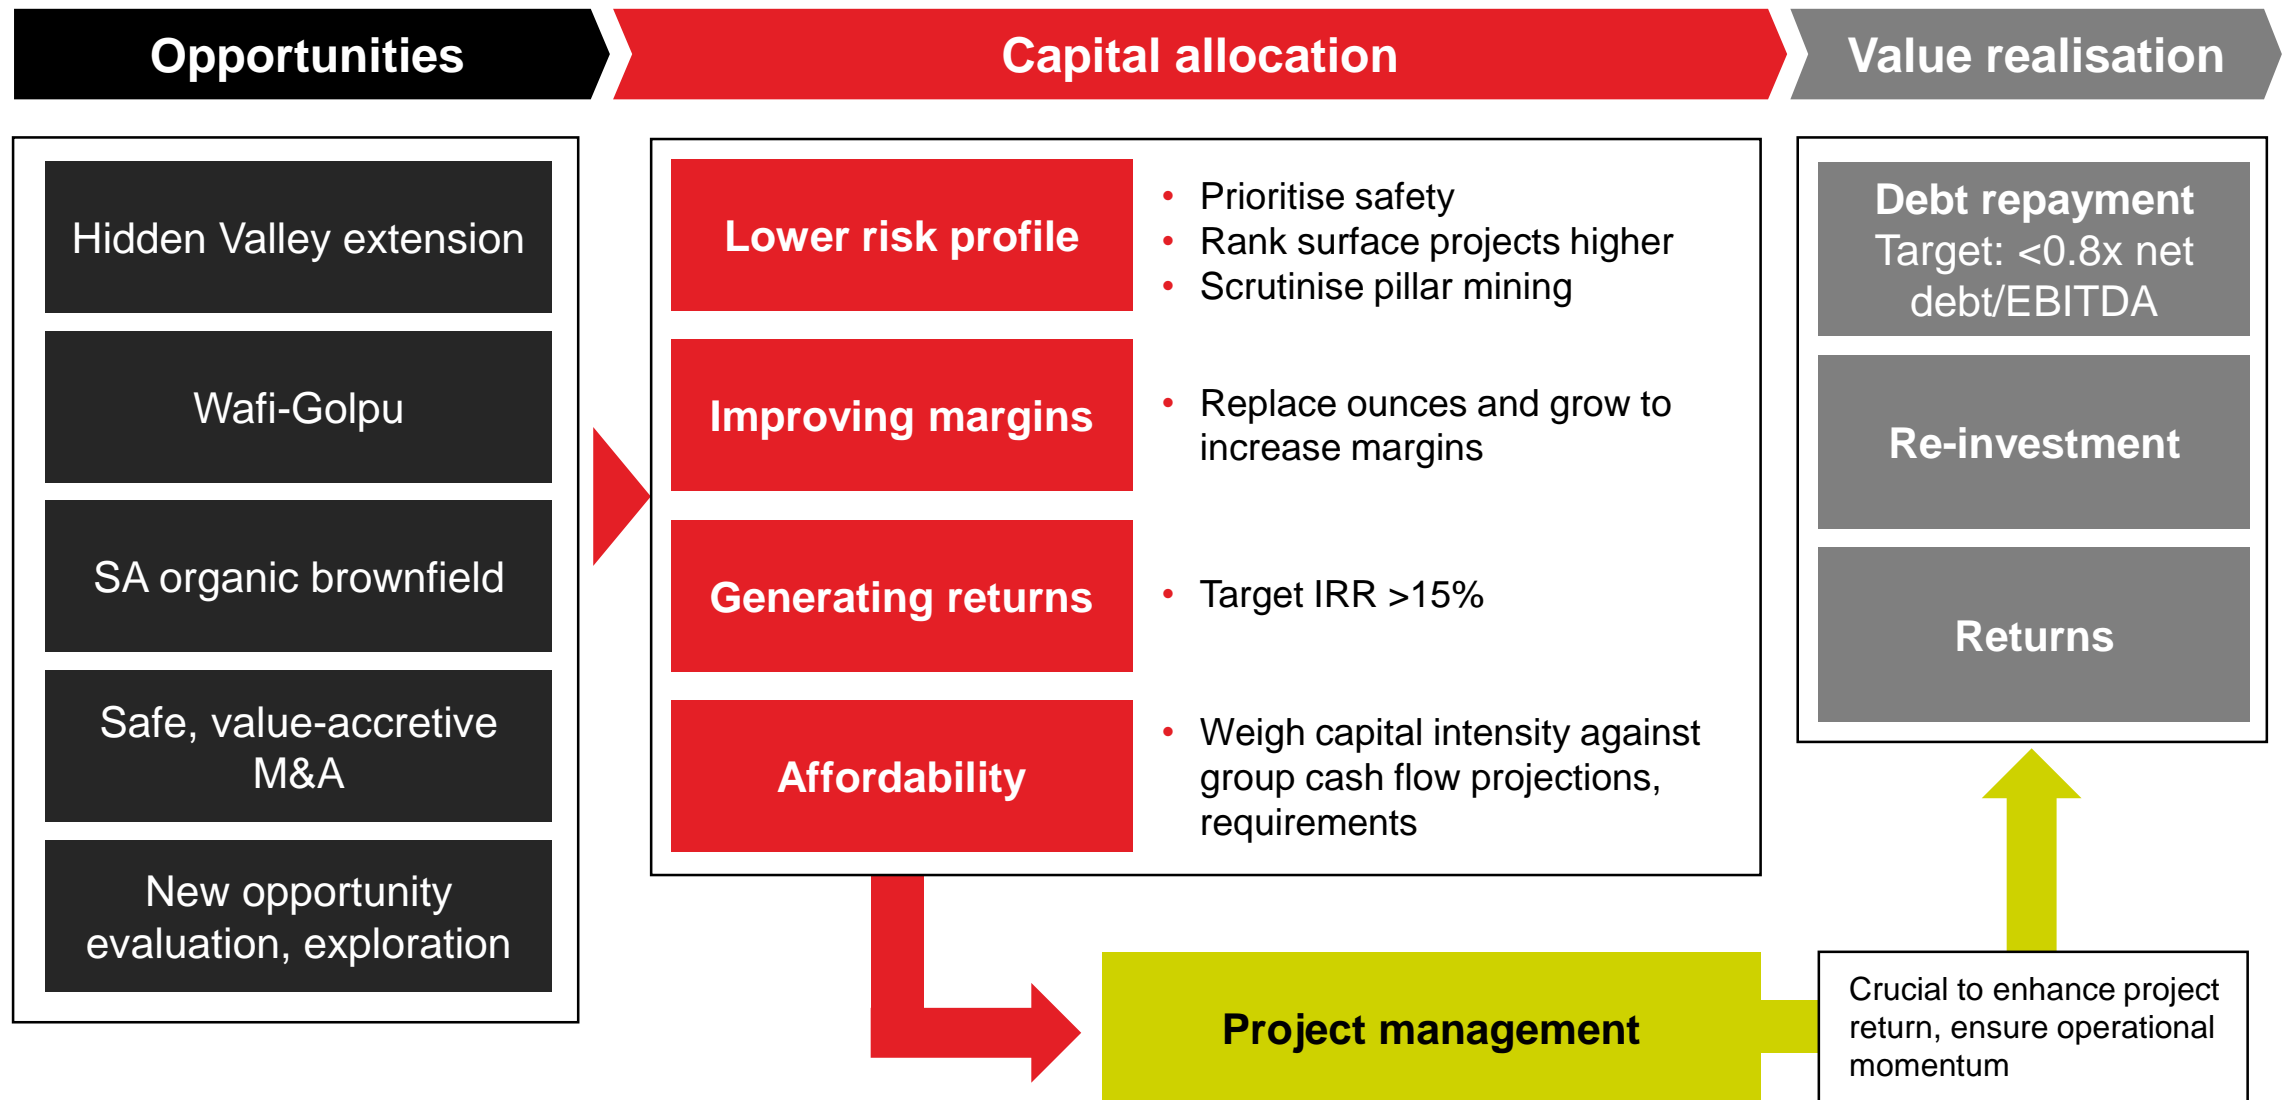 Opportunities
Capital allocation
Value realisation
Hidden Valley extension
Wafi-Golpu
SA organic brownfield
Safe, value-accretive
M&A
New opportunity
evaluation, exploration
Lower risk profile
• Prioritise safety
• Rank surface projects higher
• Scrutinise pillar mining
Improving margins
• Replace ounces and grow to
increase margins
Generating returns
• Target IRR >15%
Affordability
• Weigh capital intensity against
group cash flow projections,
requirements
Debt repayment
Target: <0.8x net
debt/EBITDA
Re-investment
Returns
Project management
Crucial to enhance project
return, ensure operational
momentum